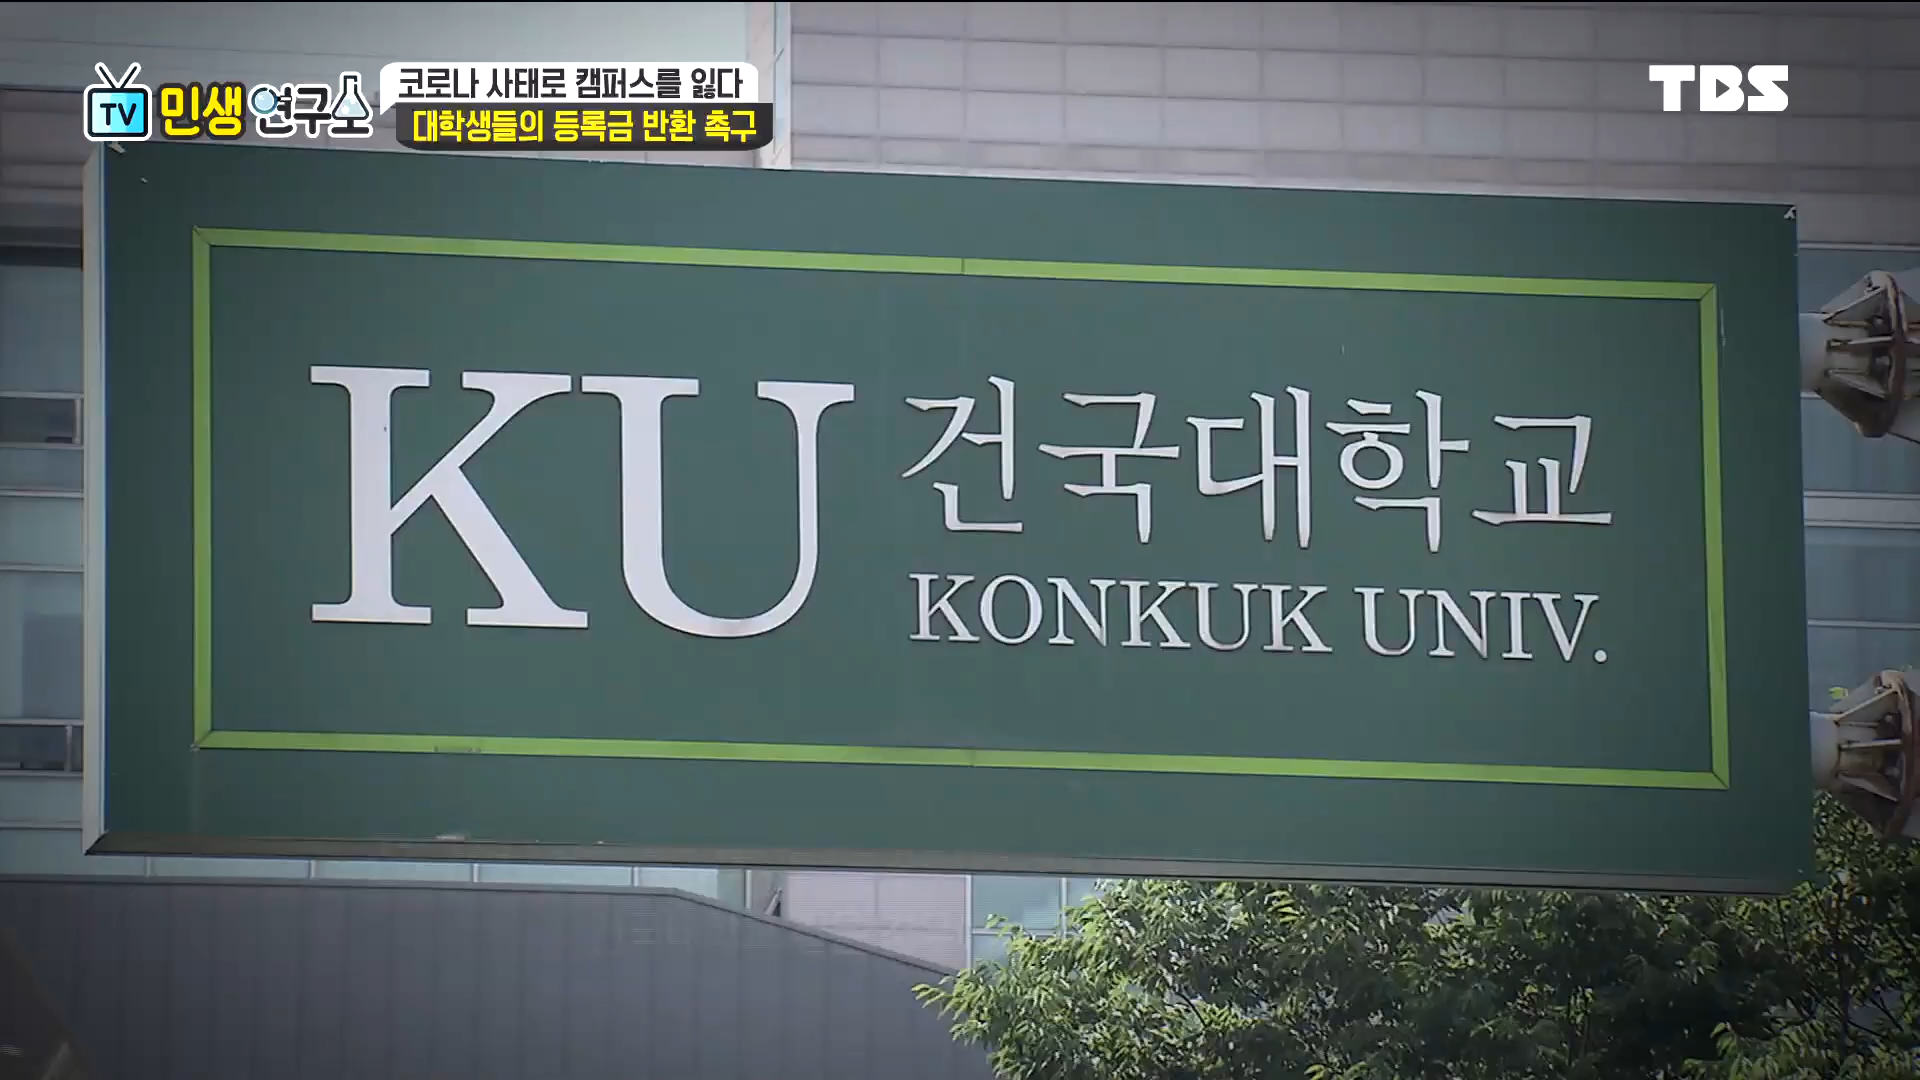 TV 민생연구소
코로나 사태로 캠퍼스를 잃다
대학생들의 등록금 반환 촉구
TBS
KU 건국대학교
KONKUK UNIV.